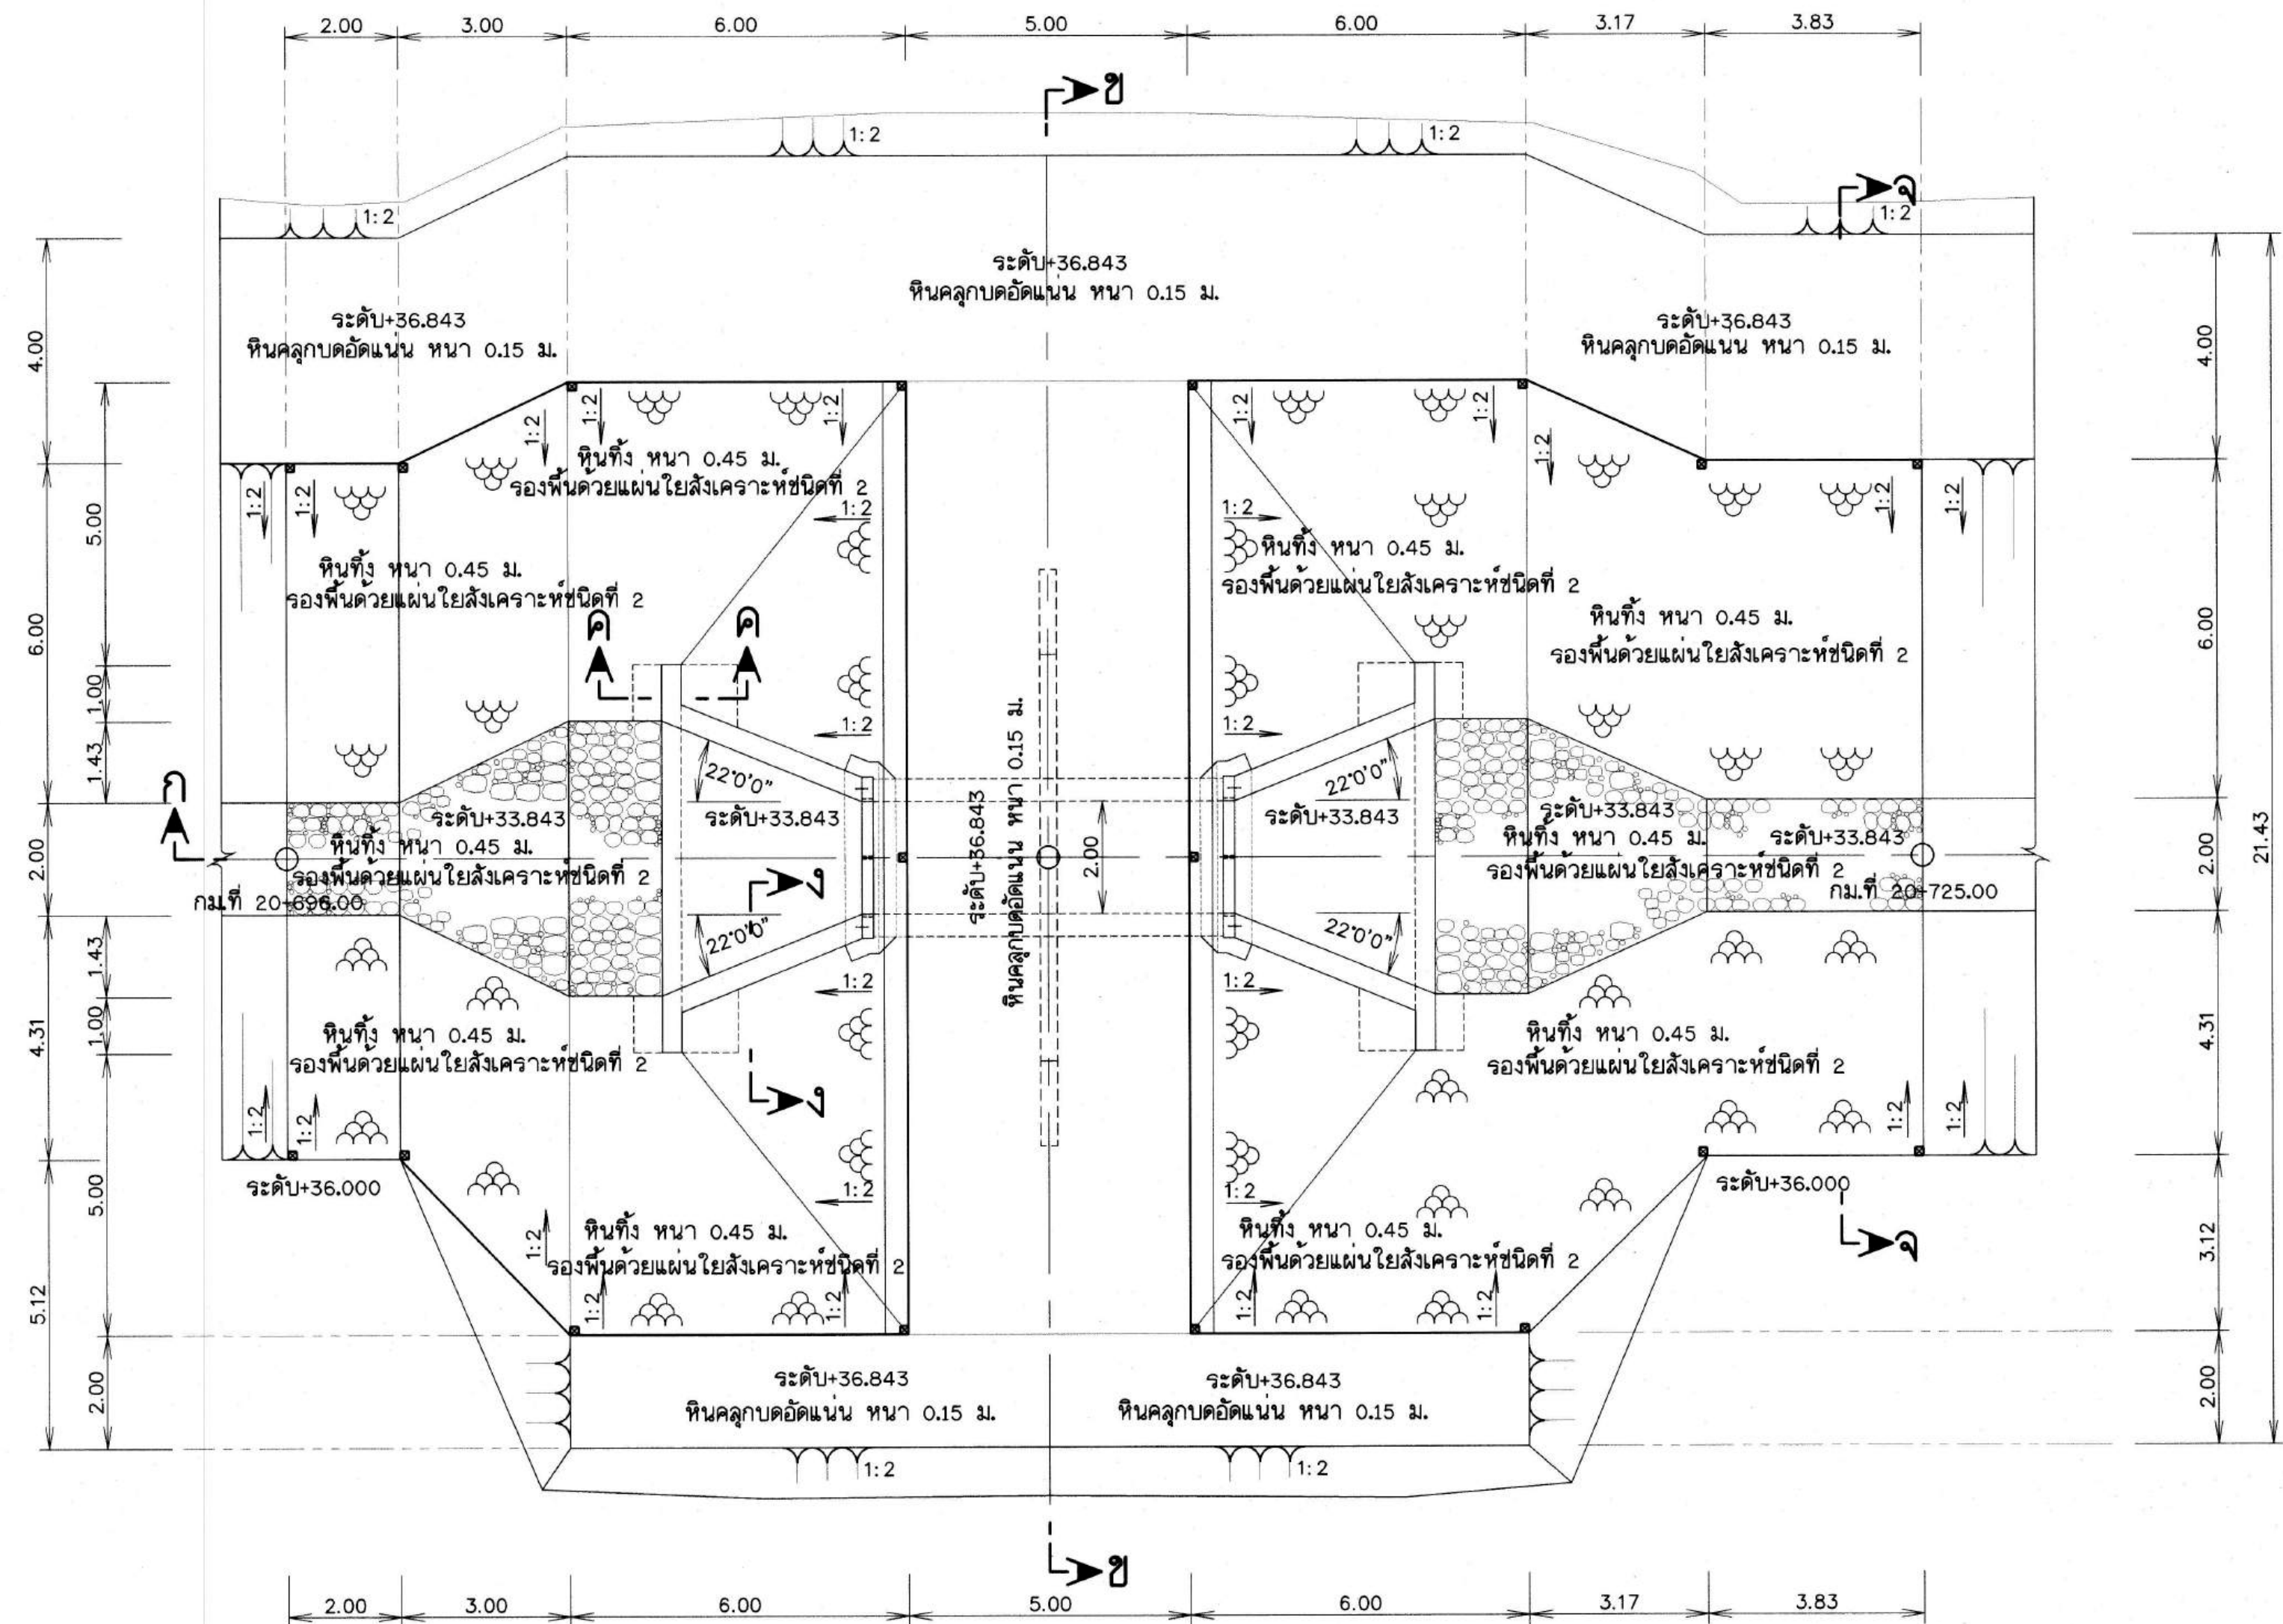 2.00 3.00 6.00 5.00 6.00 3.17 3.83
ข
1:2 1:2
จ
1:2 1:2
ระดับ+36.843
หินคลุกบดอัดแน่น หนา 0.15 ม.
ระดับ+36.843
หินคลุกบดอัดแน่น หนา 0.15 ม.
ระดับ+36.843
หินคลุกบดอัดแน่น หนา 0.15 ม.
4.00 4.00
1:2 1:2 1:2 1:2 1:2 1:2
หินทิ้ง หนา 0.45 ม.
รองพื้นด้วยแผ่นใยสังเคราะห์ชนิดที่ 2
1:2 1:2 1:2 1:2
5.00
1:2 1:2
หินทิ้ง หนา 0.45 ม.
รองพื้นด้วยแผ่นใยสังเคราะห์ชนิดที่ 2
หินทิ้ง หนา 0.45 ม.
รองพื้นด้วยแผ่นใยสังเคราะห์ชนิดที่ 2
หินทิ้ง หนา 0.45 ม.
รองพื้นด้วยแผ่นใยสังเคราะห์ชนิดที่ 2
ค ค
6.00 6.00
1.00
1:2 1:2
1.43
22°0'0" 22°0'0"
ก
ระดับ+33.843 ระดับ+33.843 ระดับ+33.843 ระดับ+33.843 ระดับ+33.843
หินทิ้ง หนา 0.45 ม.
รองพื้นด้วยแผ่นใยสังเคราะห์ชนิดที่ 2
หินทิ้ง หนา 0.45 ม.
รองพื้นด้วยแผ่นใยสังเคราะห์ชนิดที่ 2
ระดับ+36.843
หินคลุกบดอัดแน่น หนา 0.15 ม.
2.00 2.00 2.00
21.43
กม.ที่ 20+696.00
กม.ที่ 20+725.00
ง
22°0'0" 22°0'0"
1.43
1:2 1:2
1.00
4.31 4.31
หินทิ้ง หนา 0.45 ม.
รองพื้นด้วยแผ่นใยสังเคราะห์ชนิดที่ 2
หินทิ้ง หนา 0.45 ม.
รองพื้นด้วยแผ่นใยสังเคราะห์ชนิดที่ 2
ง
1:2 1:2 1:2 1:2
ระดับ+36.000
1:2 1:2
ระดับ+36.000
5.00
หินทิ้ง หนา 0.45 ม.
รองพื้นด้วยแผ่นใยสังเคราะห์ชนิดที่ 2
หินทิ้ง หนา 0.45 ม.
รองพื้นด้วยแผ่นใยสังเคราะห์ชนิดที่ 2
จ
1:2 1:2 1:2 1:2 1:2
5.12 3.12
2.00 2.00
ระดับ+36.843
หินคลุกบดอัดแน่น หนา 0.15 ม.
ระดับ+36.843
หินคลุกบดอัดแน่น หนา 0.15 ม.
1:2 1:2
ข
2.00 3.00 6.00 5.00 6.00 3.17 3.83